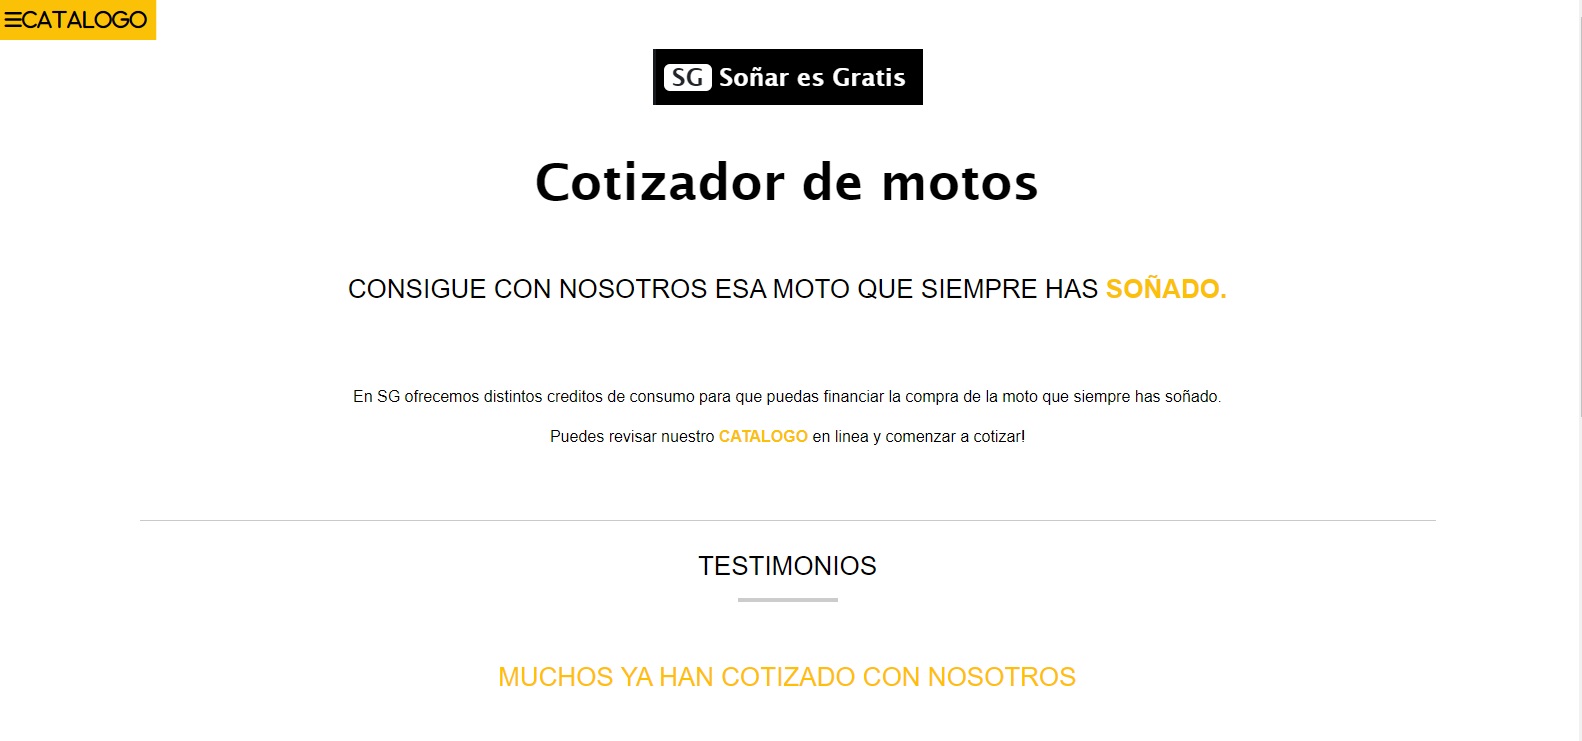 CATALOGO
SG Soñar es Gratis
Cotizador de motos
CONSIGUE CON NOSOTROS ESA MOTO QUE SIEMPRE HAS SOÑADO.
En SG ofrecemos distintos creditos de consumo para que puedas financiar la compra de la moto que siempre has soñado.
Puedes revisar nuestro CATALOGO en linea y comenzar a cotizar!
TESTIMONIOS
MUCHOS YA HAN COTIZADO CON NOSOTROS